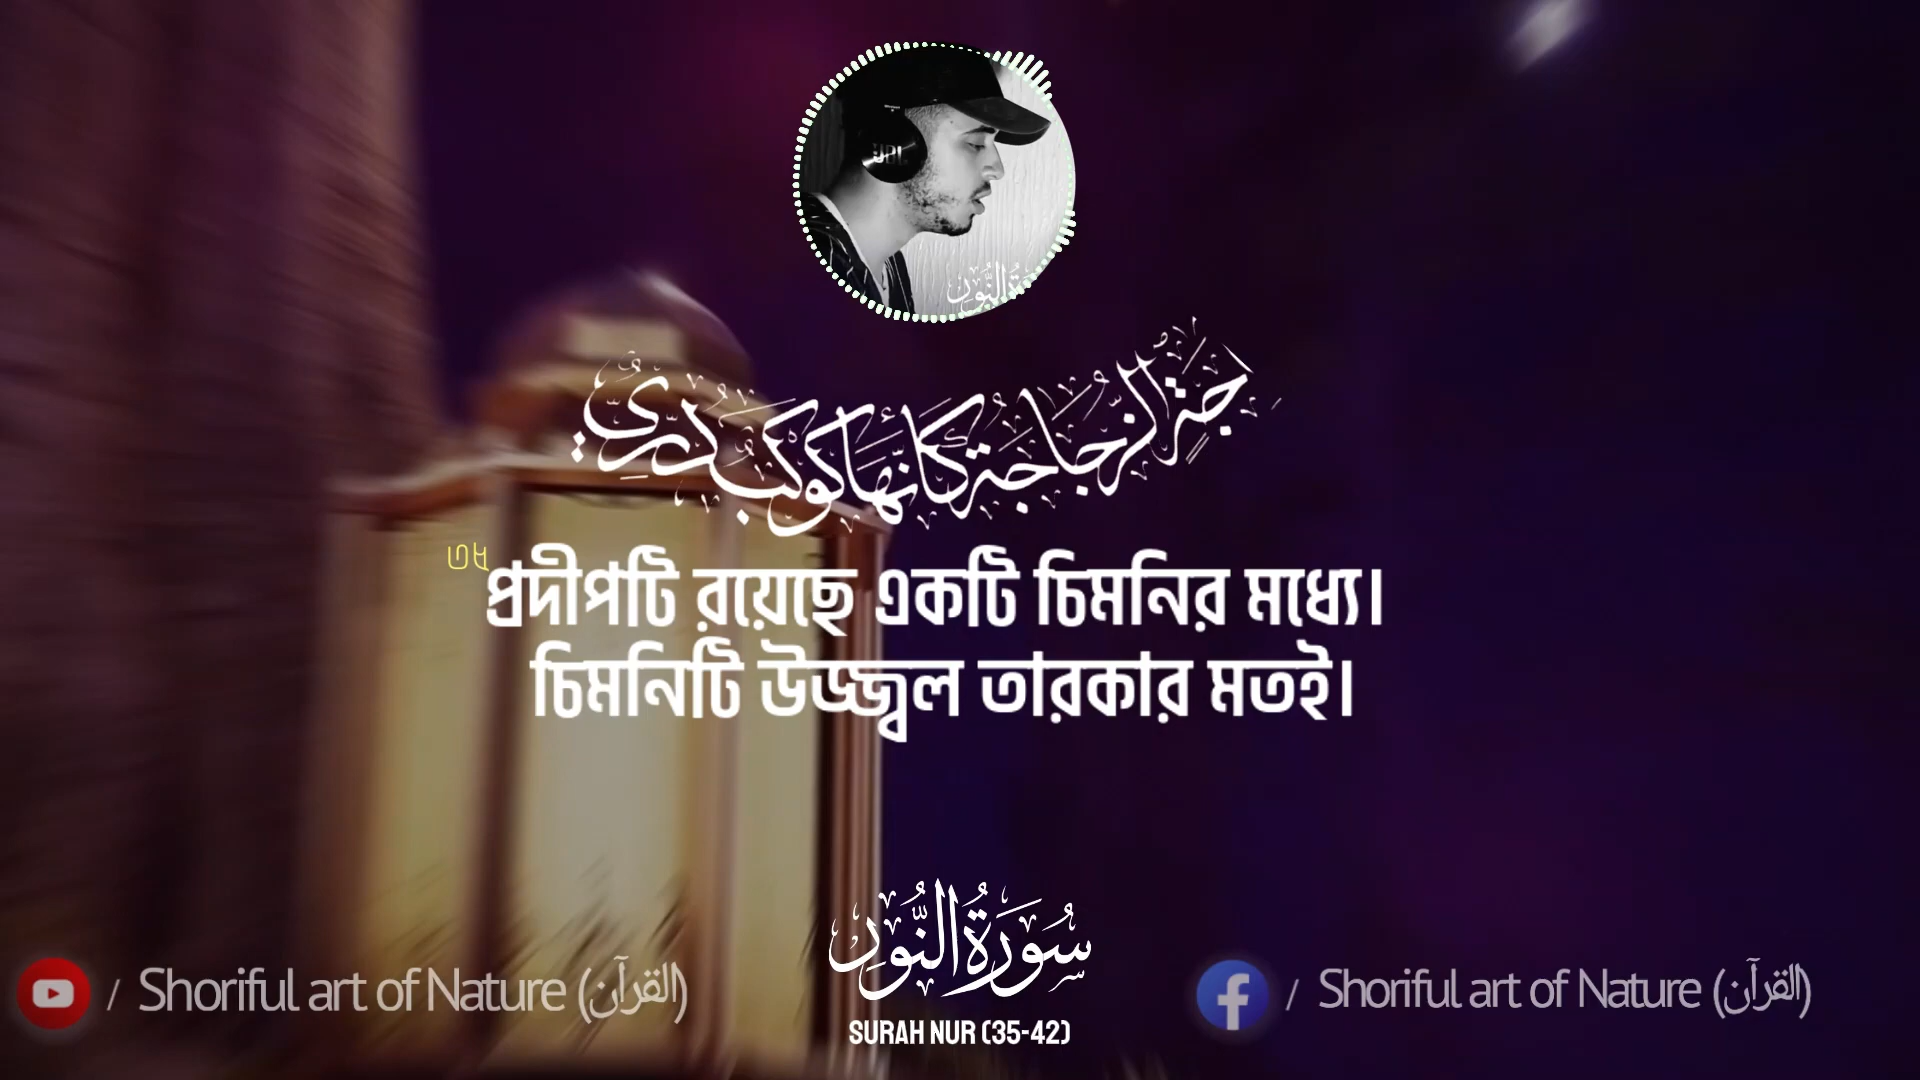 JBL
جَةٍ الزُّجَاجَةُ كَأَنَّهَا كَوْكَبٌ دُرِّيٌّ
৩৫
প্রদীপটি রয়েছে একটি চিমনির মধ্যে।
চিমনিটি উজ্জ্বল তারকার মতই।
سُورَةُ النُّورِ
SURAH NUR (35-42)
/ Shoriful art of Nature (القرآن)
/ Shoriful art of Nature (القرآن)